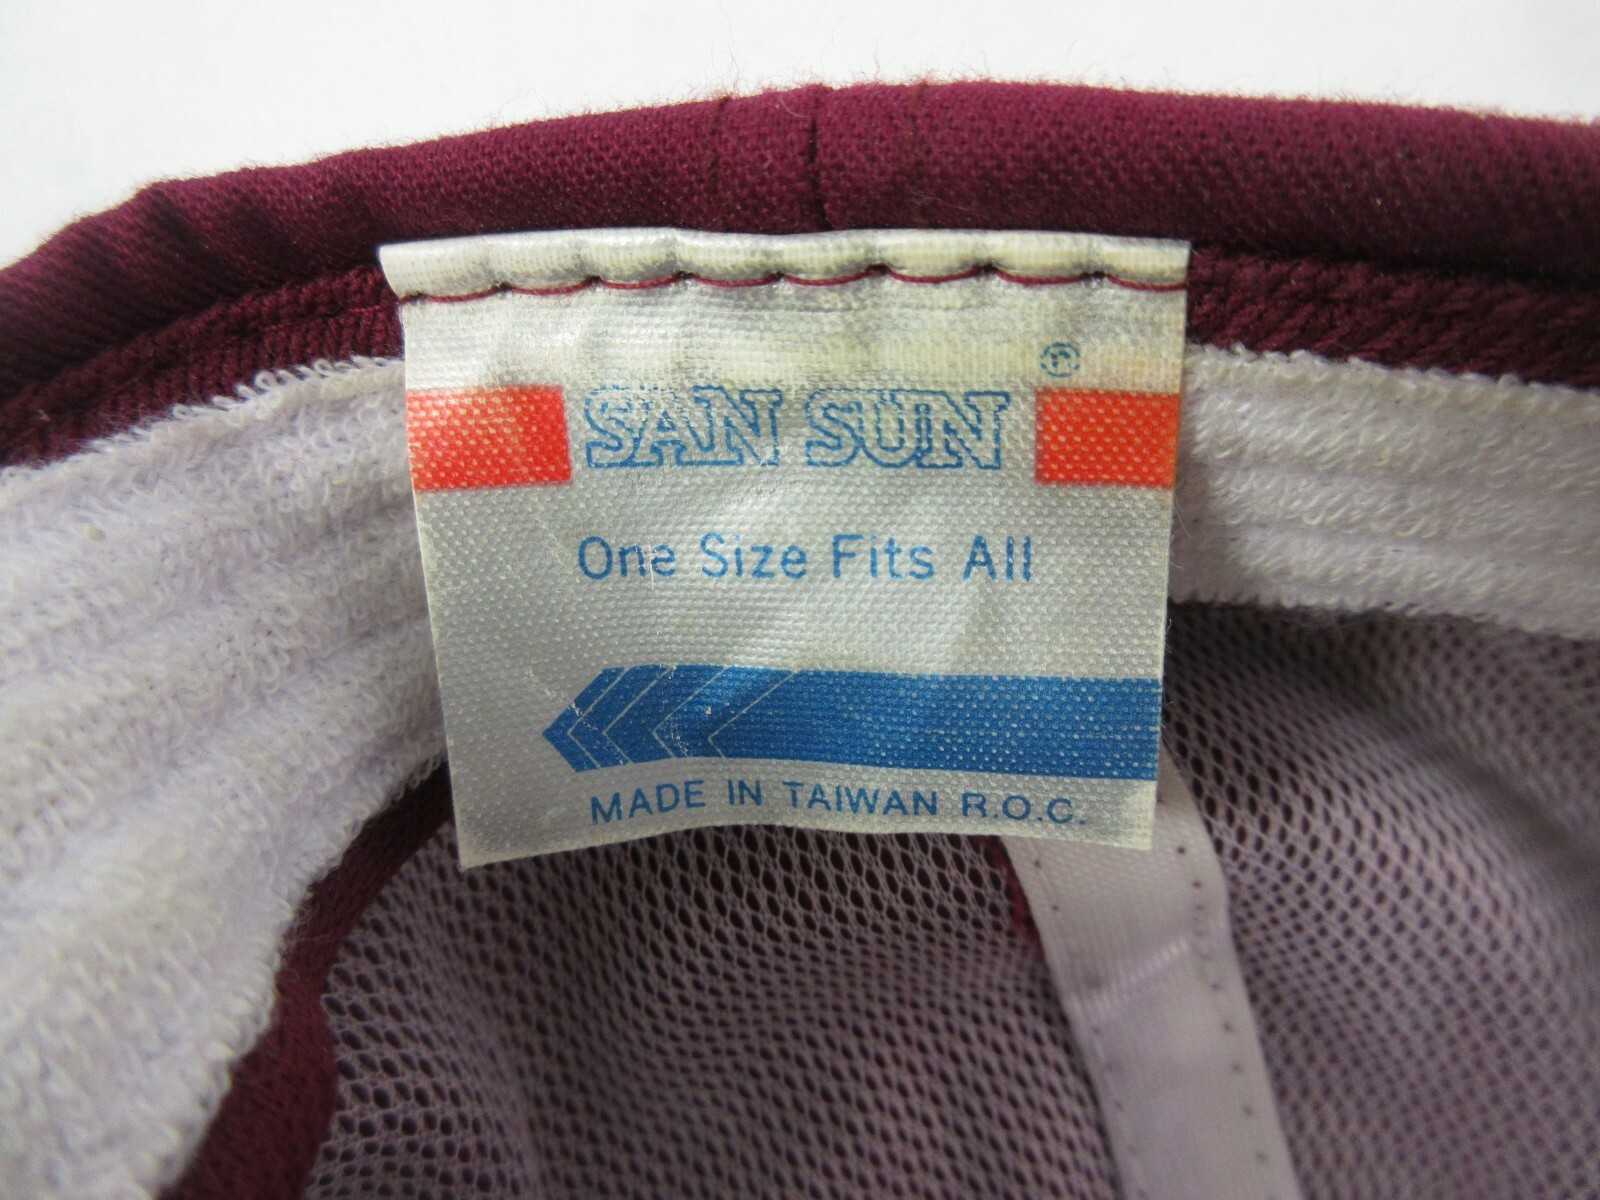 ®
SAN SUN
One Size Fits All
MADE IN TAIWAN R.O.C.